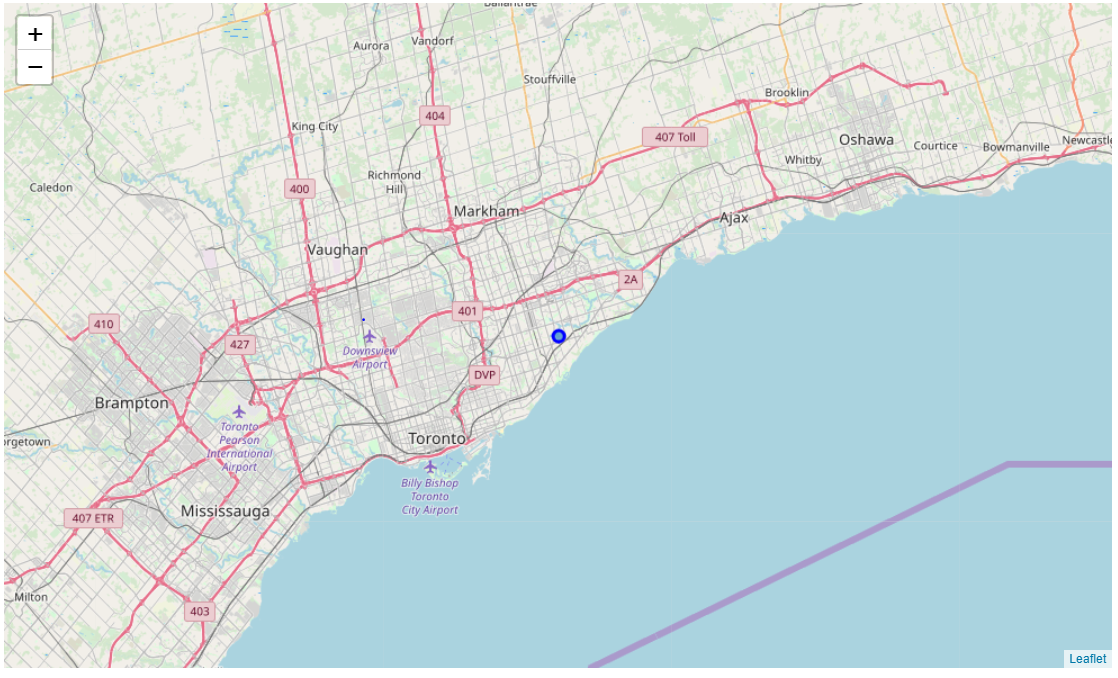 Ballantrae
+
−
Aurora
Vandorf
Stouffville
Brooklin
404
King City
407 Toll
Oshawa
Courtice
Bowmanville
Newcastle
Whitby
Caledon
400
Richmond
Hill
Markham
Ajax
Vaughan
2A
401
410
427
Downsview
Airport
DVP
Brampton
Toronto
Pearson
International
Airport
Toronto
orgetown
Billy Bishop
Toronto
City Airport
Mississauga
407 ETR
Milton
403
Leaflet